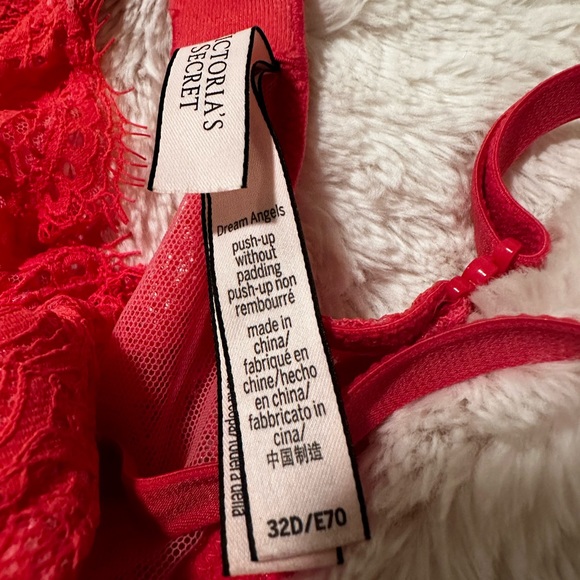 VICTORIA'S
SECRET
Dream Angels
push-up
without
padding
push-up non
rembourré
made in
china/
fabriqué en
chine/hecho
en china/
fabbricato in
cina/
中国制造
32D/E70